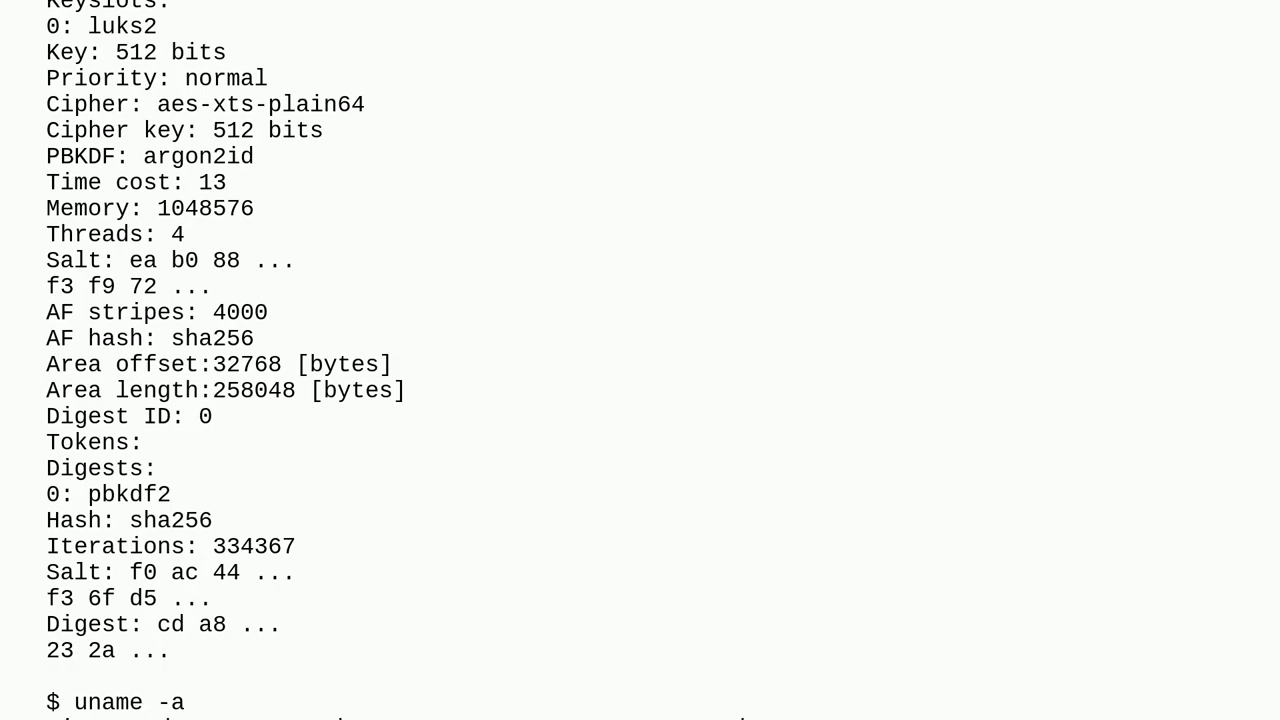 Keyslots:
0: luks2
Key: 512 bits
Priority: normal
Cipher: aes-xts-plain64
Cipher key: 512 bits
PBKDF: argon2id
Time cost: 13
Memory: 1048576
Threads: 4
Salt: ea b0 88 ...
f3 f9 72 ...
AF stripes: 4000
AF hash: sha256
Area offset:32768 [bytes]
Area length:258048 [bytes]
Digest ID: 0
Tokens:
Digests:
0: pbkdf2
Hash: sha256
Iterations: 334367
Salt: f0 ac 44 ...
f3 6f d5 ...
Digest: cd a8 ...
23 2a ...
$ uname -a